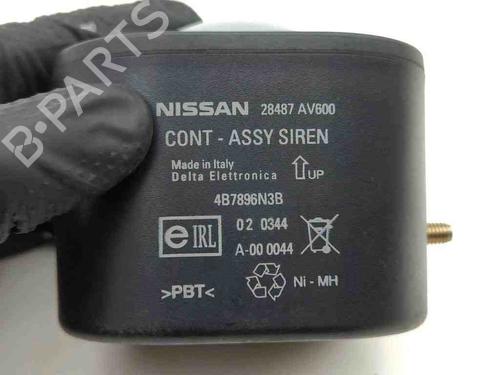 NISSAN 28487 AV600
CONT - ASSY SIREN
Made in Italy
Delta Elettronica
UP
4B7896N3B
e IRL
02 0344
A-00 0044
>PBT<
Ni - MH
B-PARTS